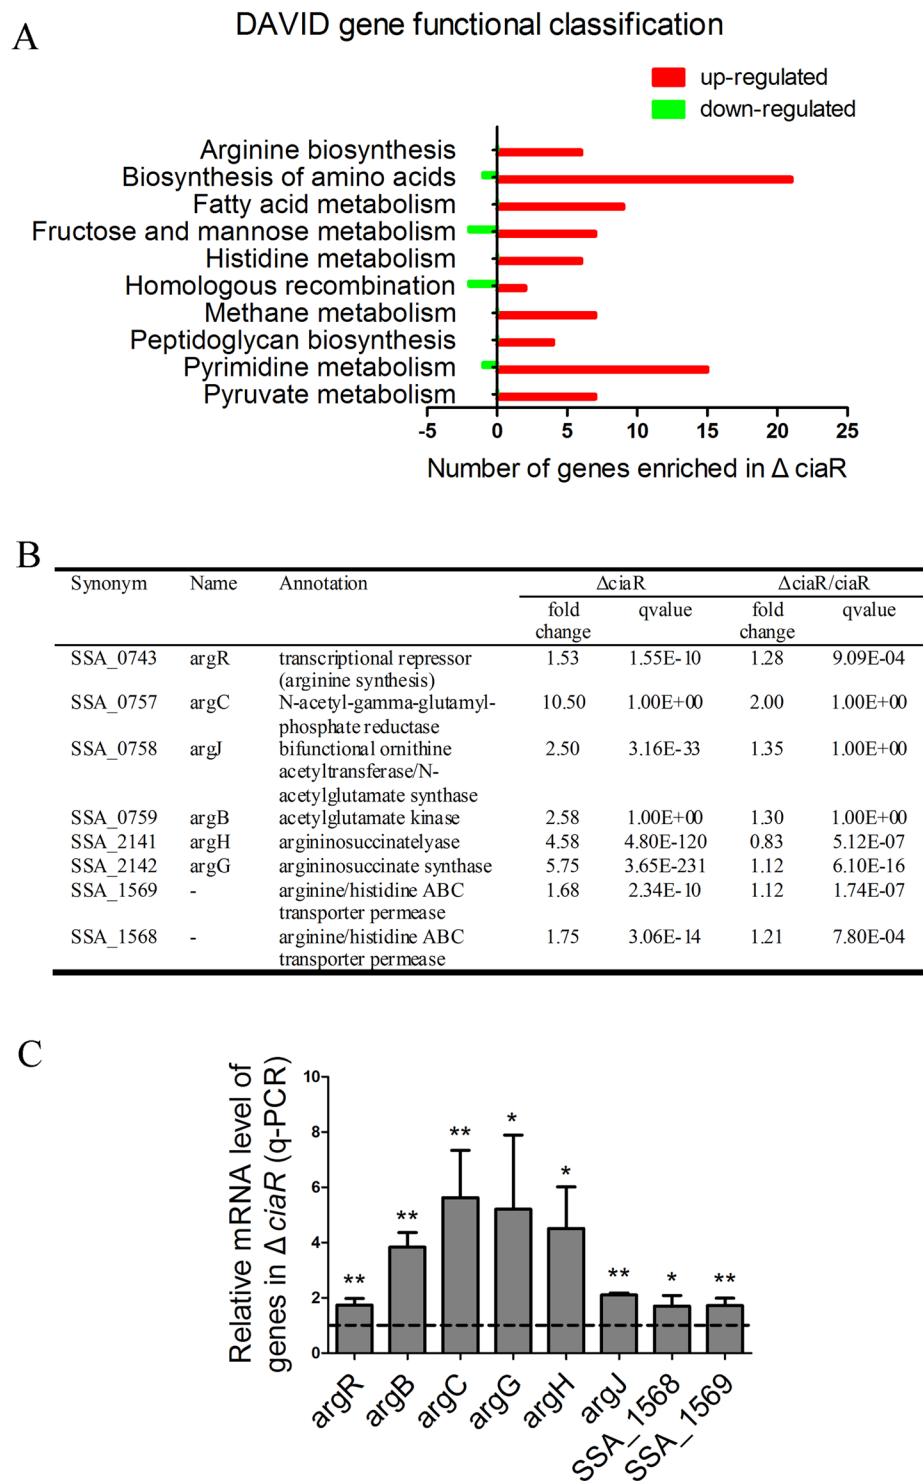 A
DAVID gene functional classification
up-regulated
down-regulated
Arginine biosynthesis
Biosynthesis of amino acids
Fatty acid metabolism
Fructose and mannose metabolism
Histidine metabolism
Homologous recombination
Methane metabolism
Peptidoglycan biosynthesis
Pyrimidine metabolism
Pyruvate metabolism
-5 0 5 10 15 20 25
Number of genes enriched in Δ ciaR
B
Synonym Name Annotation ΔciaR ΔciaR/ciaR
fold qvalue fold qvalue
change change
SSA_0743 argR transcriptional repressor 1.53 1.55E-10 1.28 9.09E-04
(arginine synthesis)
SSA_0757 argC N-acetyl-gamma-glutamyl- 10.50 1.00E+00 2.00 1.00E+00
phosphate reductase
SSA_0758 argJ bifunctional ornithine 2.50 3.16E-33 1.35 1.00E+00
acetyltransferase/N-
acetylglutamate synthase
SSA_0759 argB acetylglutamate kinase 2.58 1.00E+00 1.30 1.00E+00
SSA_2141 argH argininosuccinatelyase 4.58 4.80E-120 0.83 5.12E-07
SSA_2142 argG argininosuccinate synthase 5.75 3.65E-231 1.12 6.10E-16
SSA_1569 - arginine/histidine ABC 1.68 2.34E-10 1.12 1.74E-07
transporter permease
SSA_1568 - arginine/histidine ABC 1.75 3.06E-14 1.21 7.80E-04
transporter permease
C
Relative mRNA level of
genes in Δ ciaR (q-PCR)
10
8
6
4
2
0
** ** ** * * ** * **
argR argB argC argG argH argJ SSA_1568 SSA_1569